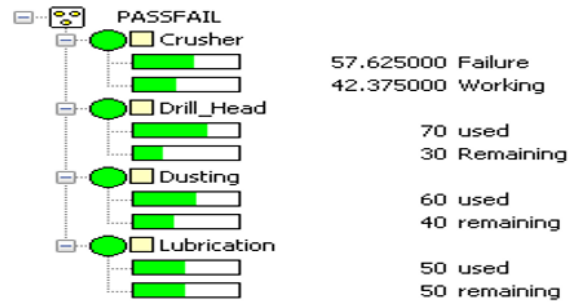 PASSFAIL
Crusher
57.625000 Failure
42.375000 Working
Drill_Head
70 used
30 Remaining
Dusting
60 used
40 remaining
Lubrication
50 used
50 remaining